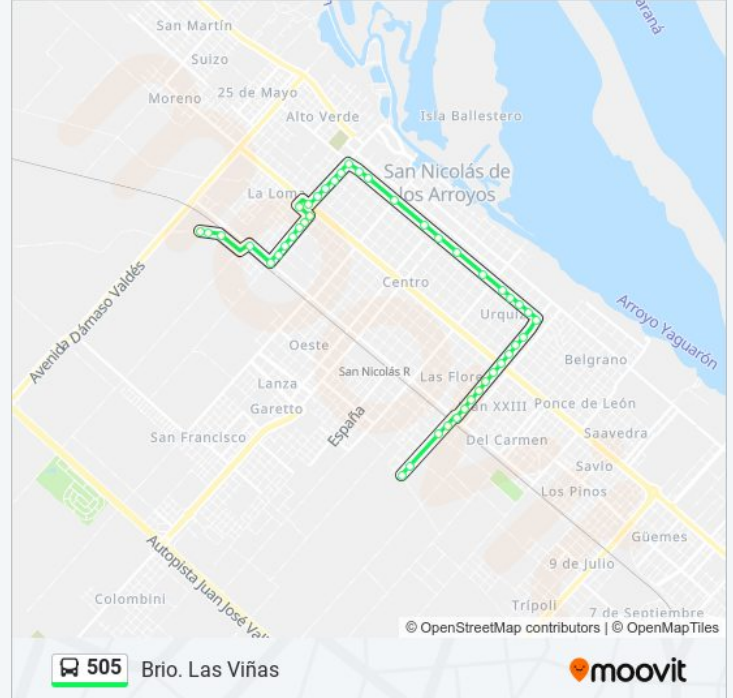 San Martín
Suizo
Moreno
25 de Mayo
Alto Verde
Isla Ballestero
San Nicolás de
los Arroyos
La Loma
Avenida Dámaso Valdés
Centro
Urquiza
Arroyo Yaguarón
Oeste
Belgrano
San Nicolás R
Las Flores
Lanza
Garetto
España
XXIII
Ponce de León
San Francisco
Del Carmen
Saavedra
Savio
Los Pinos
Güemes
Autopista Juan José Val
9 de Julio
Colombini
Trípoli
7 de Septiembre
© OpenStreetMap contributors | © OpenMapTiles
505 Brio. Las Viñas
moovit